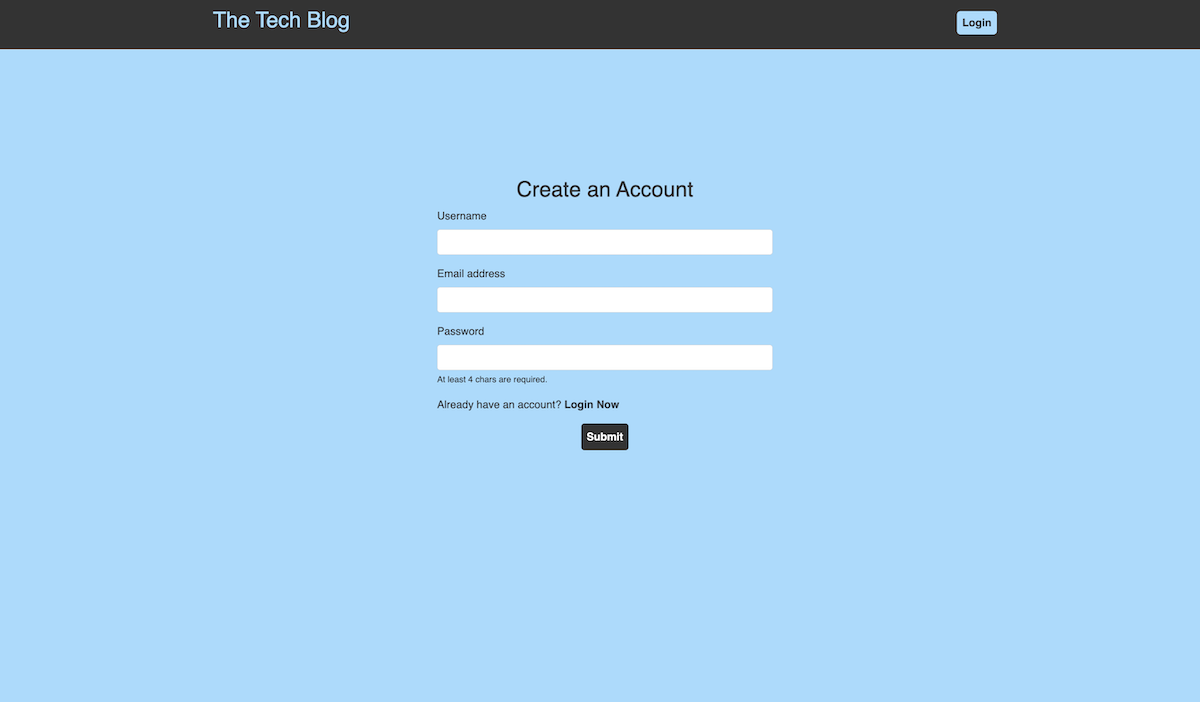 The Tech Blog
Login
Create an Account
Username
Email address
Password
At least 4 chars are required.
Already have an account? Login Now
Submit